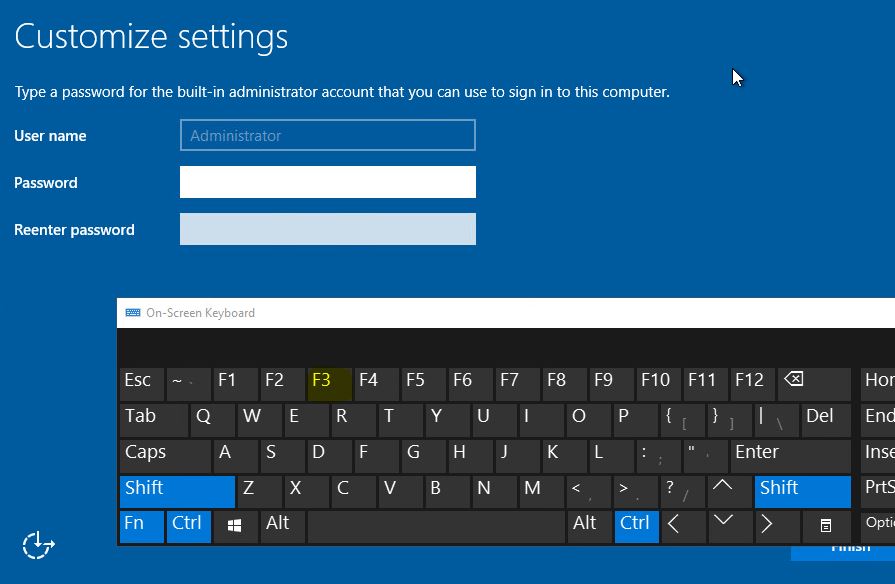 Customize settings
Type a password for the built-in administrator account that you can use to sign in to this computer.
User name
Administrator
Password
Reenter password
On-Screen Keyboard
Esc ~ ` F1 F2 F3 F4 F5 F6 F7 F8 F9 F10 F11 F12 Hor
Tab Q W E R T Y U I O P { [ } ] | \ Del End
Caps A S D F G H J K L : ; " ' Enter Inse
Shift Z X C V B N M < , > . ? / Shift PrtS
Fn Ctrl Alt Alt Ctrl Optio
Finish